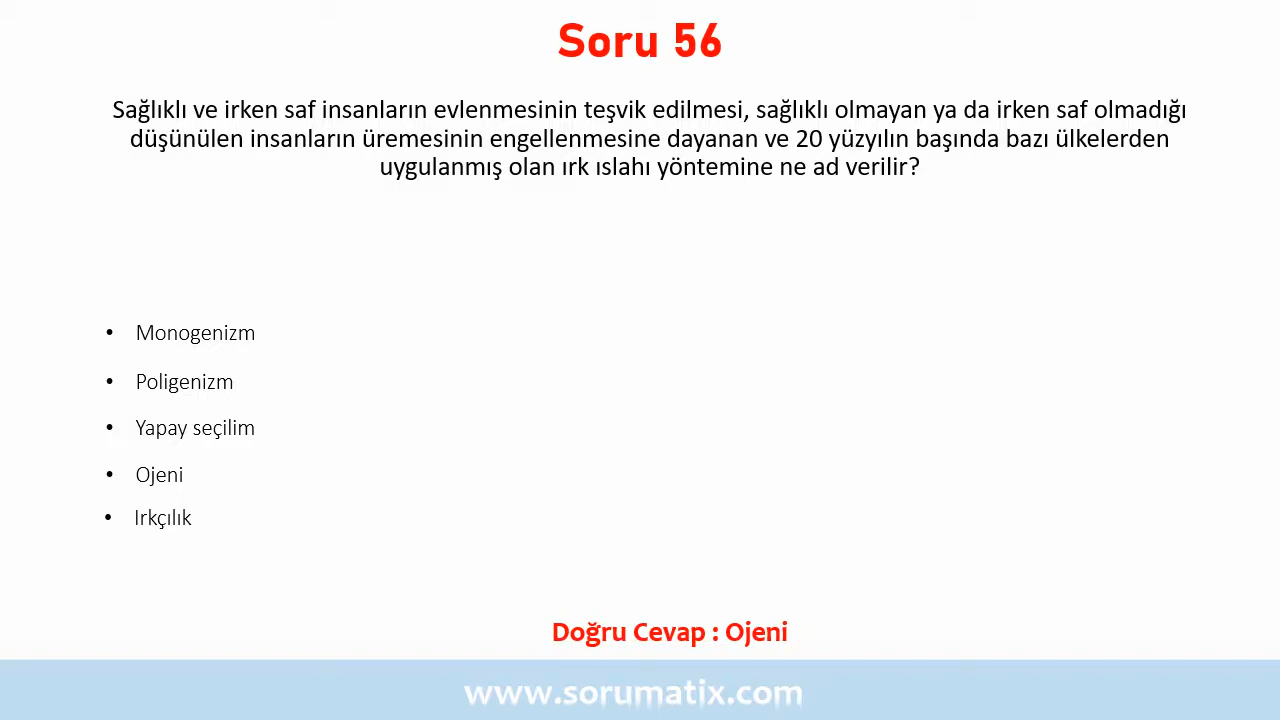 Soru 56
Sağlıklı ve irken saf insanların evlenmesinin teşvik edilmesi, sağlıklı olmayan ya da irken saf olmadığı
düşünülen insanların üremesinin engellenmesine dayanan ve 20 yüzyılın başında bazı ülkelerden
uygulanmış olan ırk ıslahı yöntemine ne ad verilir?
• Monogenizm
• Poligenizm
• Yapay seçilim
• Ojeni
• Irkçılık
Doğru Cevap : Ojeni
www.sorumatix.com